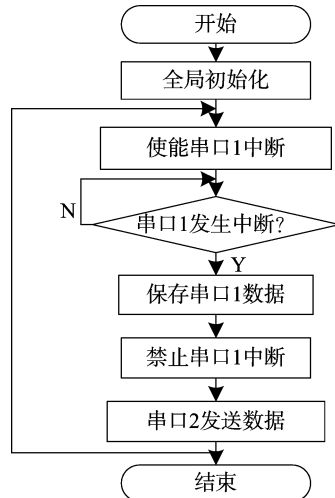 开始
全局初始化
使能串口1中断
N
串口1发生中断?
Y
保存串口1数据
禁止串口1中断
串口2发送数据
结束